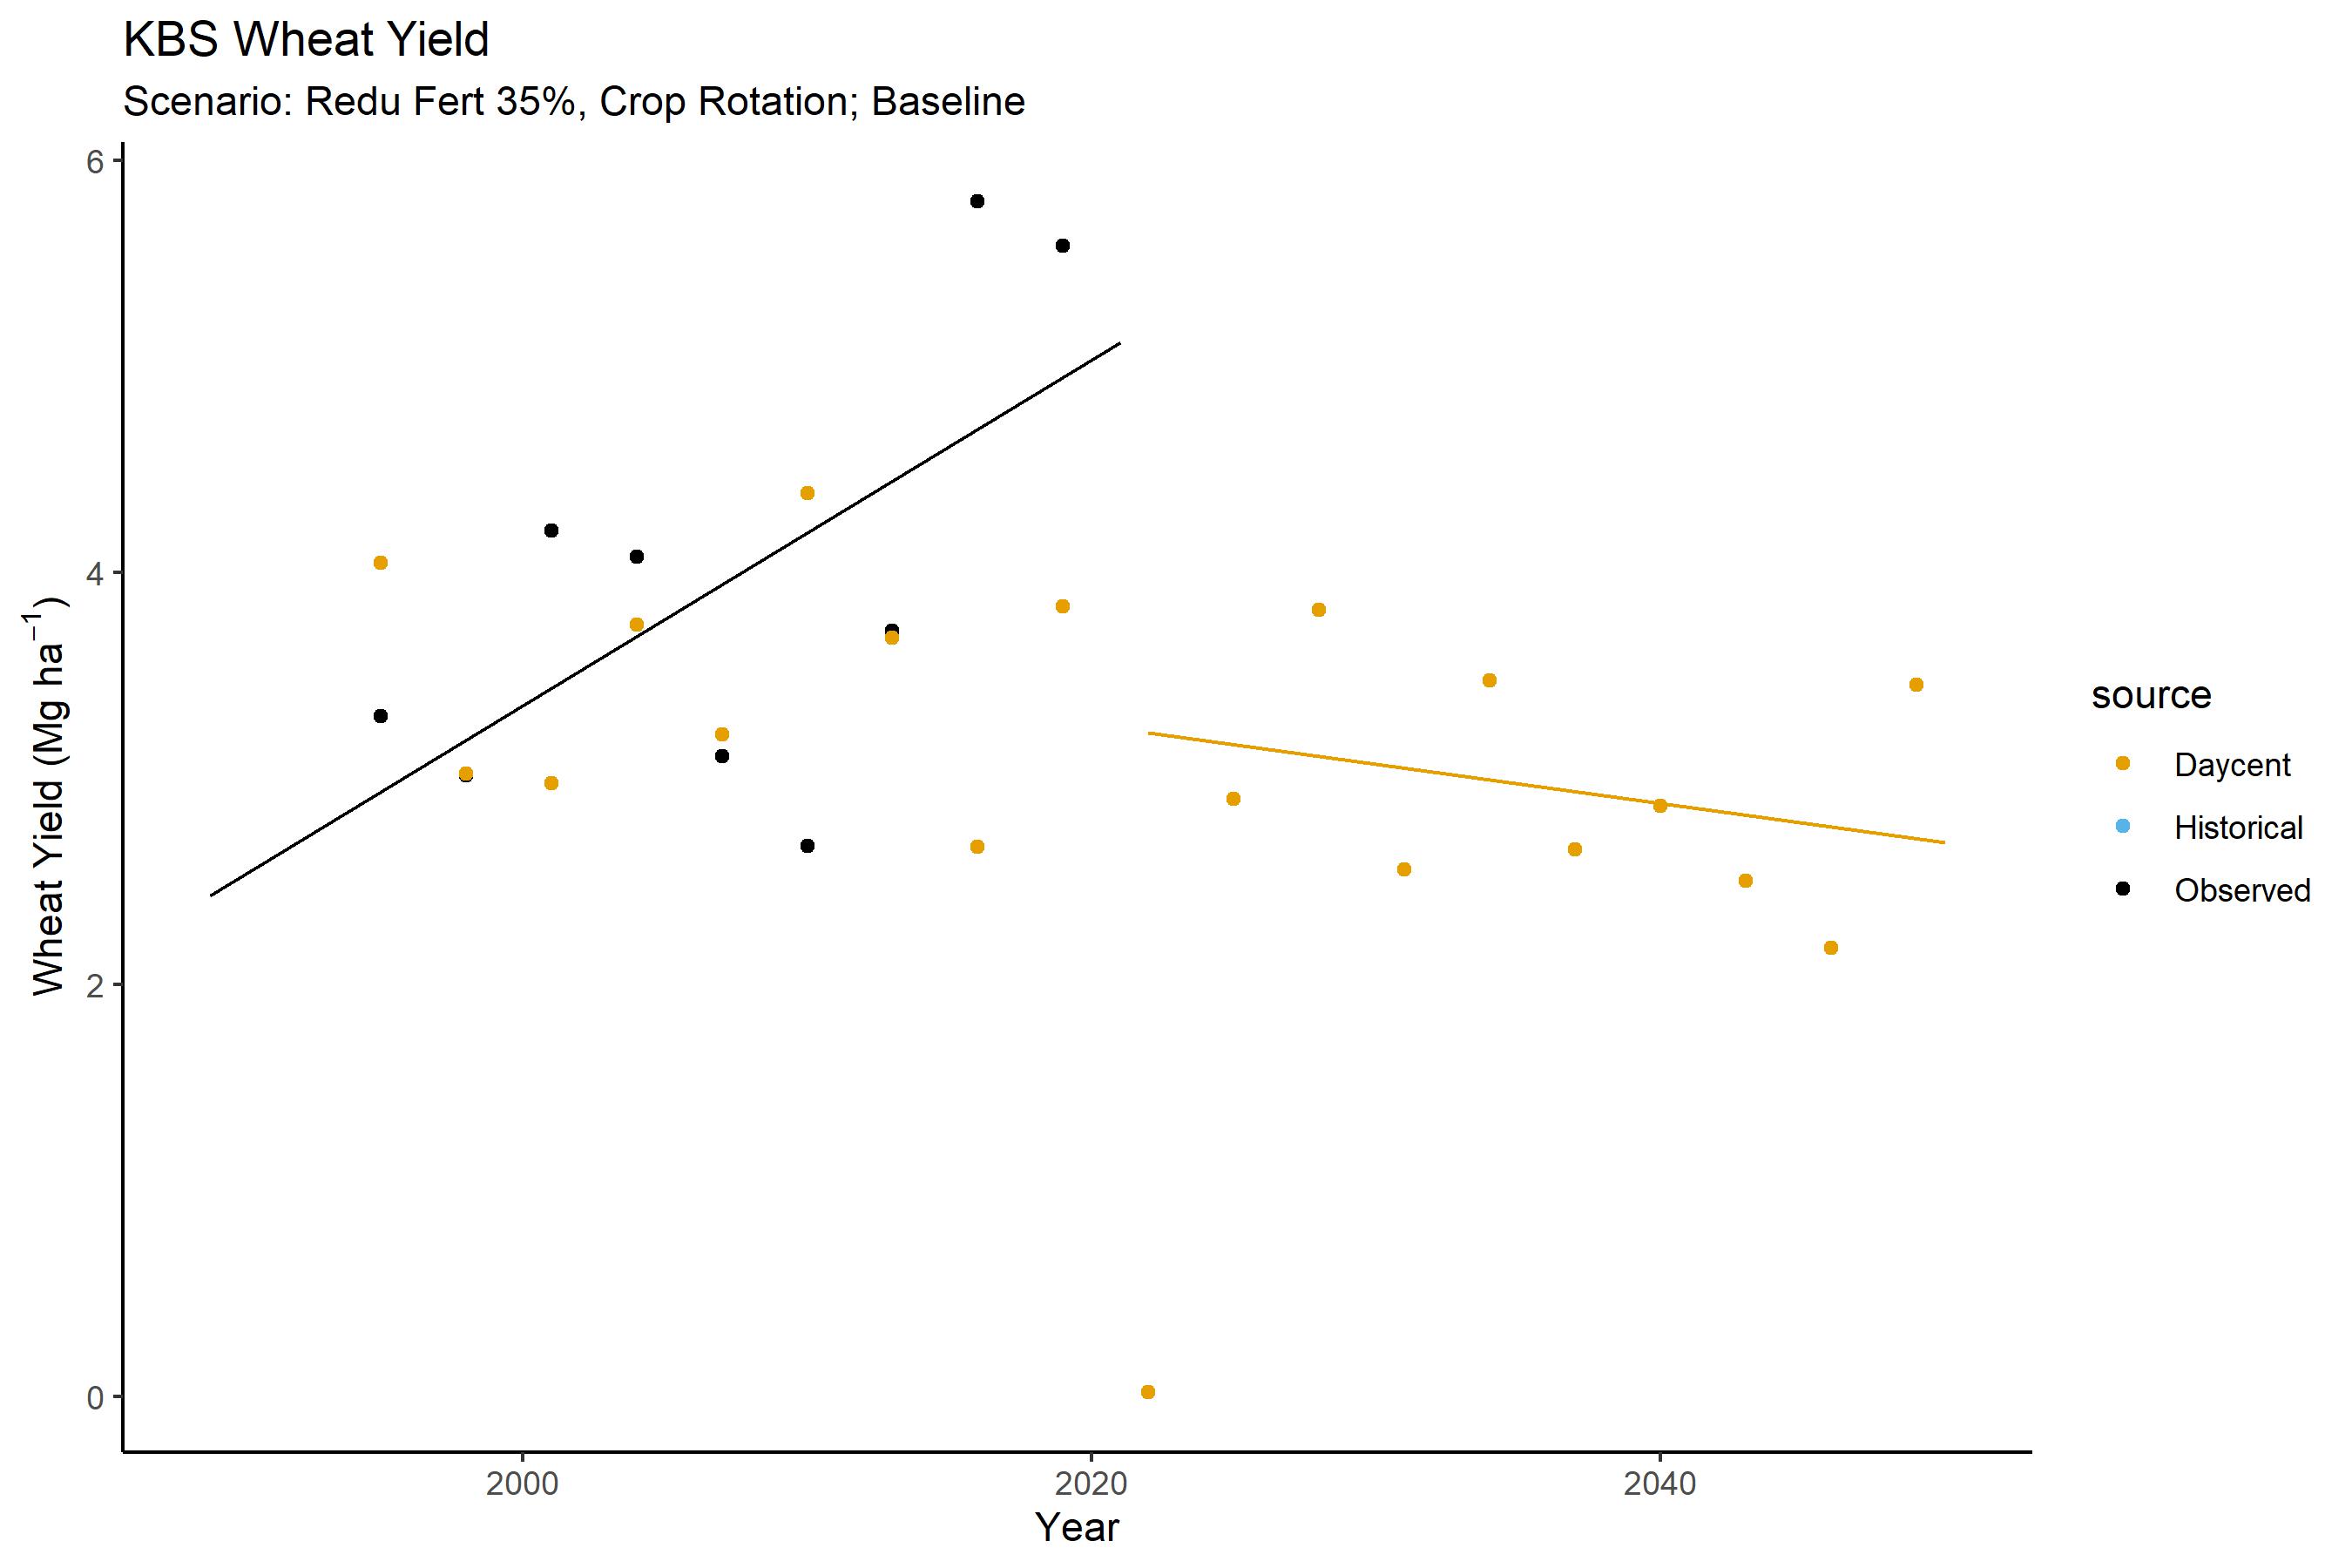 KBS Wheat Yield
Scenario: Redu Fert 35%, Crop Rotation; Baseline
Wheat Yield (Mg ha⁻¹)
6
4
2
0
2000
2020
2040
Year
source
Daycent
Historical
Observed